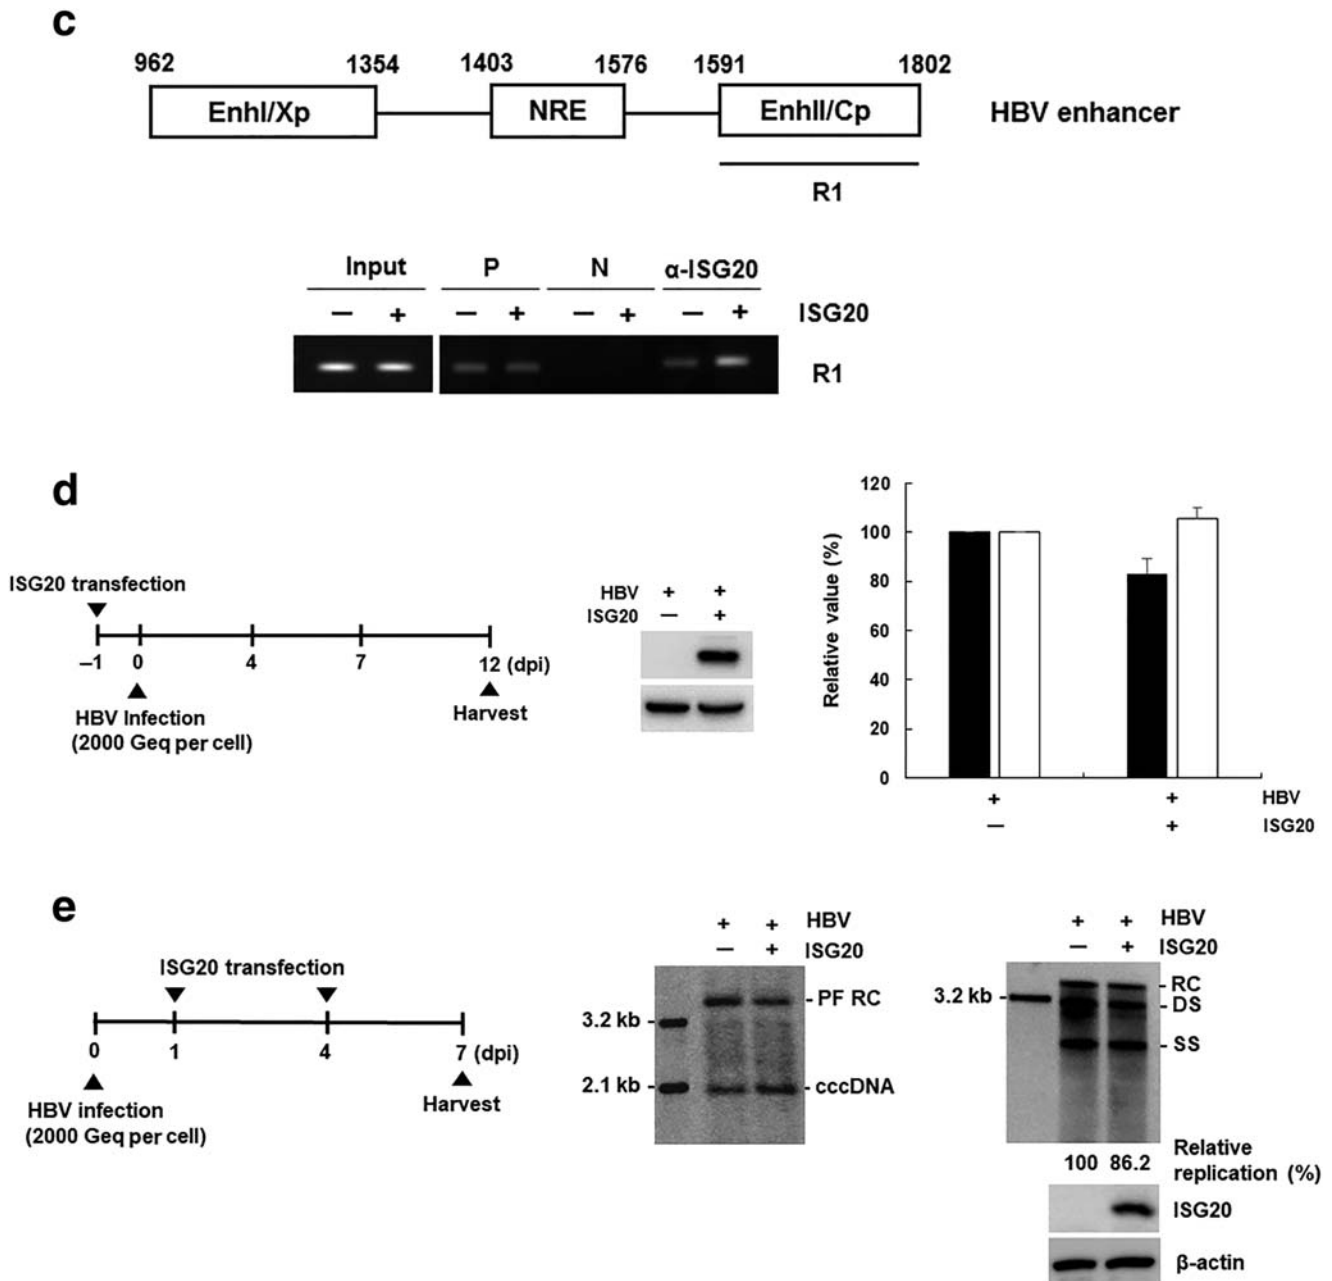 c
962 1354 1403 1576 1591 1802
EnhI/Xp NRE EnhII/Cp HBV enhancer
R1
Input P N α-ISG20
— + — + — + — + ISG20
R1
d
ISG20 transfection
–1 0 4 7 12 (dpi)
HBV Infection
(2000 Geq per cell)
Harvest
HBV + +
ISG20 — +
Relative value (%)
120
100
80
60
40
20
0
+ + HBV
— + ISG20
e
ISG20 transfection
0 1 4 7 (dpi)
HBV infection
(2000 Geq per cell)
Harvest
+ + HBV
— + ISG20
- PF RC
3.2 kb -
2.1 kb - - cccDNA
+ + HBV
— + ISG20
- RC
3.2 kb - - DS
- SS
100 86.2 Relative
replication (%)
ISG20
β-actin